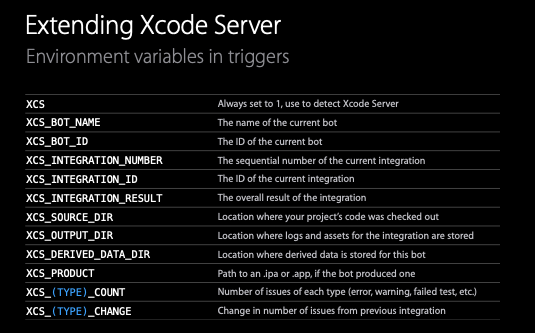 Extending Xcode Server
Environment variables in triggers
XCS Always set to 1, use to detect Xcode Server
XCS_BOT_NAME The name of the current bot
XCS_BOT_ID The ID of the current bot
XCS_INTEGRATION_NUMBER The sequential number of the current integration
XCS_INTEGRATION_ID The ID of the current integration
XCS_INTEGRATION_RESULT The overall result of the integration
XCS_SOURCE_DIR Location where your project’s code was checked out
XCS_OUTPUT_DIR Location where logs and assets for the integration are stored
XCS_DERIVED_DATA_DIR Location where derived data is stored for this bot
XCS_PRODUCT Path to an .ipa or .app, if the bot produced one
XCS_(TYPE)_COUNT Number of issues of each type (error, warning, failed test, etc.)
XCS_(TYPE)_CHANGE Change in number of issues from previous integration